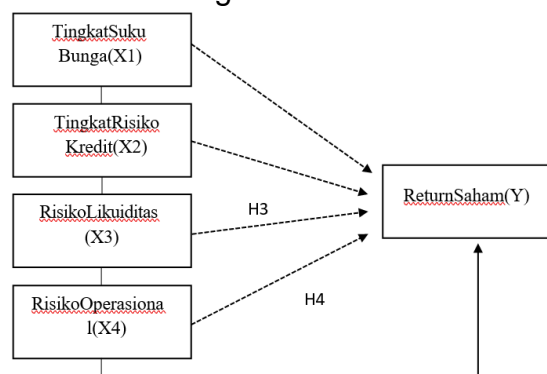 TingkatSuku
Bunga(X1)
TingkatRisiko
Kredit(X2)
RisikoLikuiditas
(X3)
H3
ReturnSaham(Y)
RisikoOperasiona
l(X4)
H4